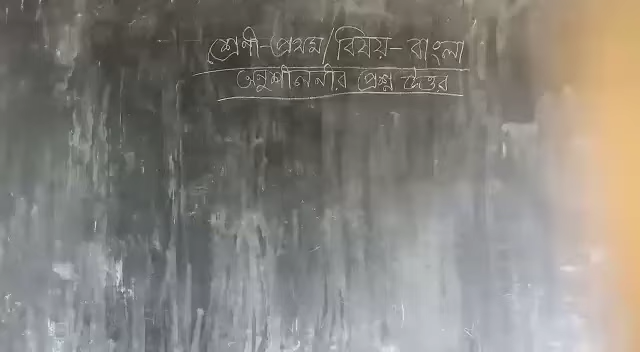 শ্রেণী-প্রথম/বিষয়-বাংলা
অনুশীলনীর প্রশ্ন উত্তর